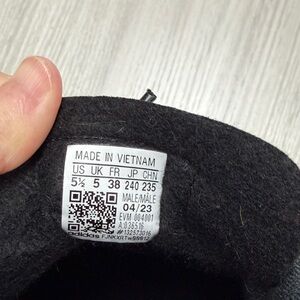 MADE IN VIETNAM
US UK FR JP CHN
5½ 5 38 240 235
MALE/MÂLE
04/23
EVM 004001
adidas